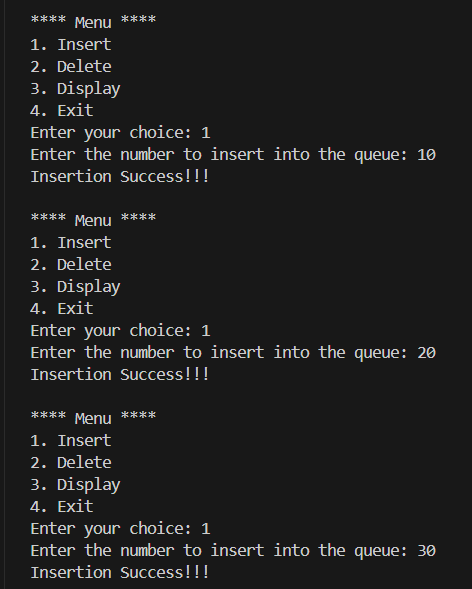 **** Menu ****
1. Insert
2. Delete
3. Display
4. Exit
Enter your choice: 1
Enter the number to insert into the queue: 10
Insertion Success!!!
**** Menu ****
1. Insert
2. Delete
3. Display
4. Exit
Enter your choice: 1
Enter the number to insert into the queue: 20
Insertion Success!!!
**** Menu ****
1. Insert
2. Delete
3. Display
4. Exit
Enter your choice: 1
Enter the number to insert into the queue: 30
Insertion Success!!!